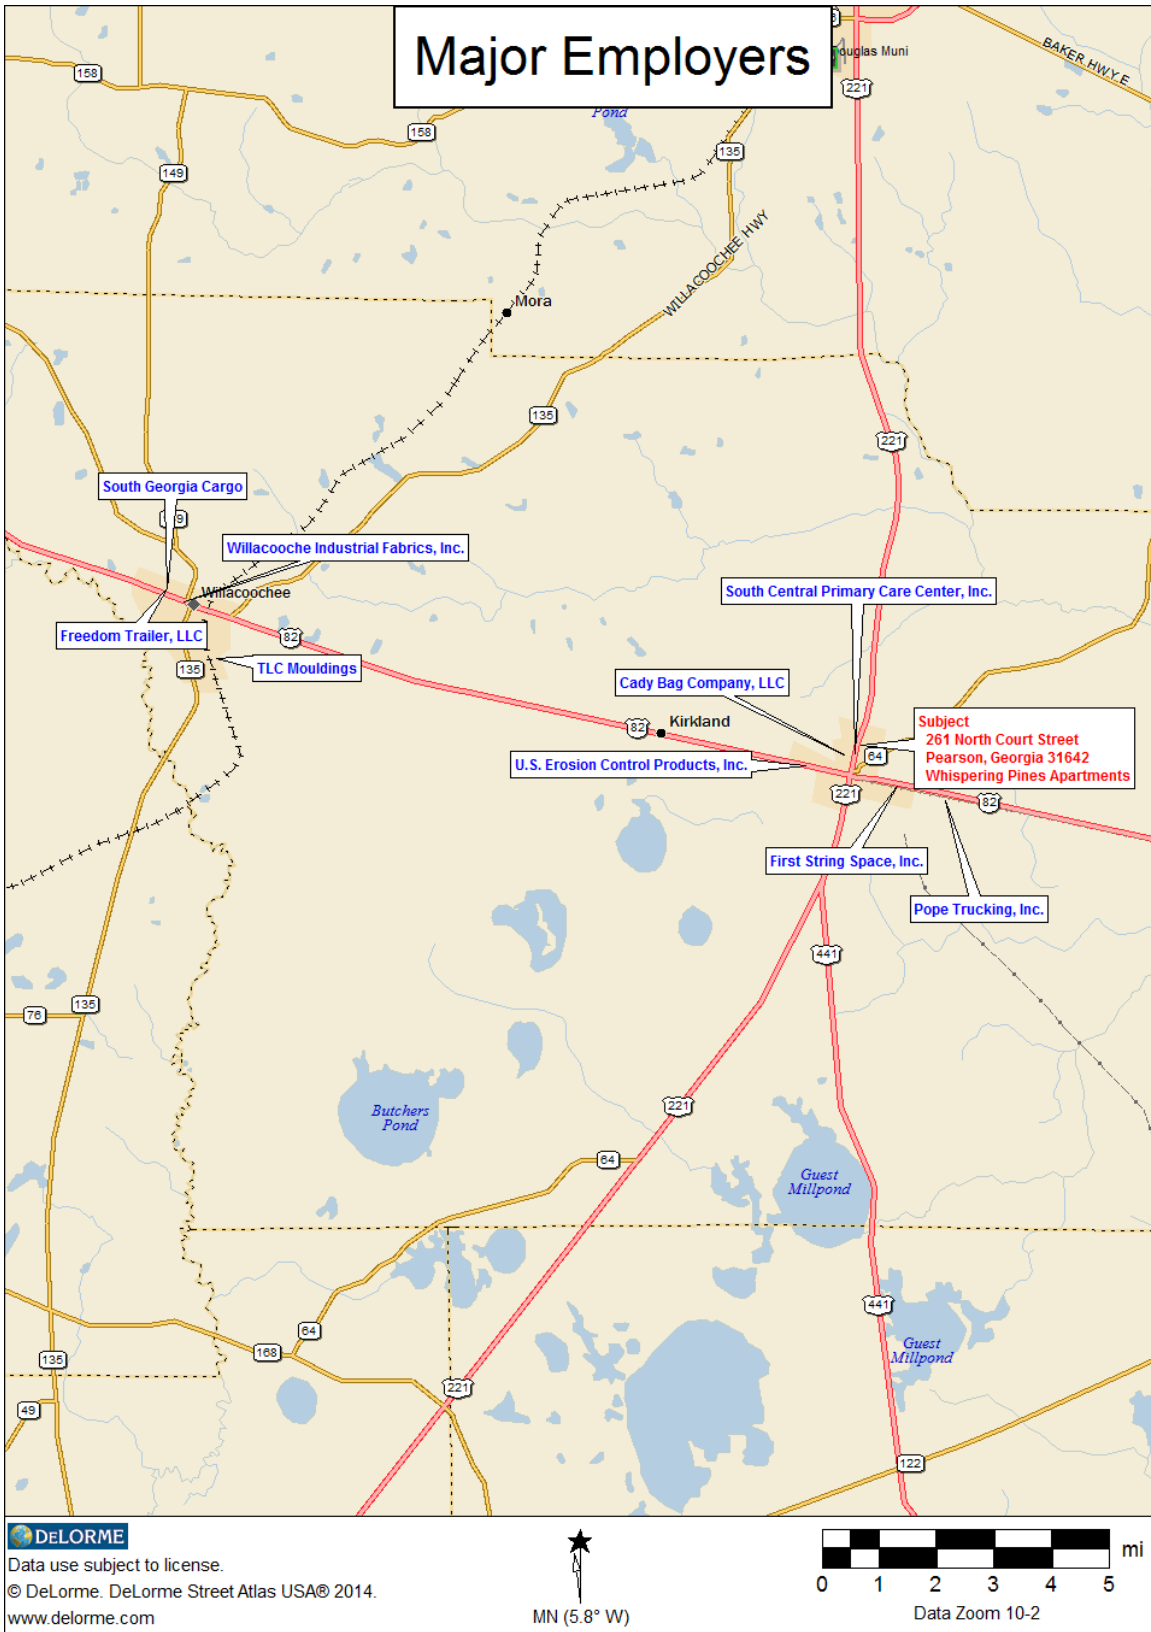 Major Employers
Douglas Muni
BAKER HWY E
158
221
Pond
158
135
149
WILLACOOCHEE HWY
Mora
135
221
South Georgia Cargo
Willacooche Industrial Fabrics, Inc.
South Central Primary Care Center, Inc.
Willacoochee
Freedom Trailer, LLC
82
135
TLC Mouldings
Cady Bag Company, LLC
Kirkland
82
Subject
261 North Court Street
Pearson, Georgia 31642
Whispering Pines Apartments
64
U.S. Erosion Control Products, Inc.
221
82
First String Space, Inc.
Pope Trucking, Inc.
441
135
76
Butchers
Pond
221
64
Guest
Millpond
441
64
168
Guest
Millpond
135
221
49
122
DELORME
Data use subject to license.
© DeLorme. DeLorme Street Atlas USA® 2014.
www.delorme.com
MN (5.8° W)
mi
0 1 2 3 4 5
Data Zoom 10-2